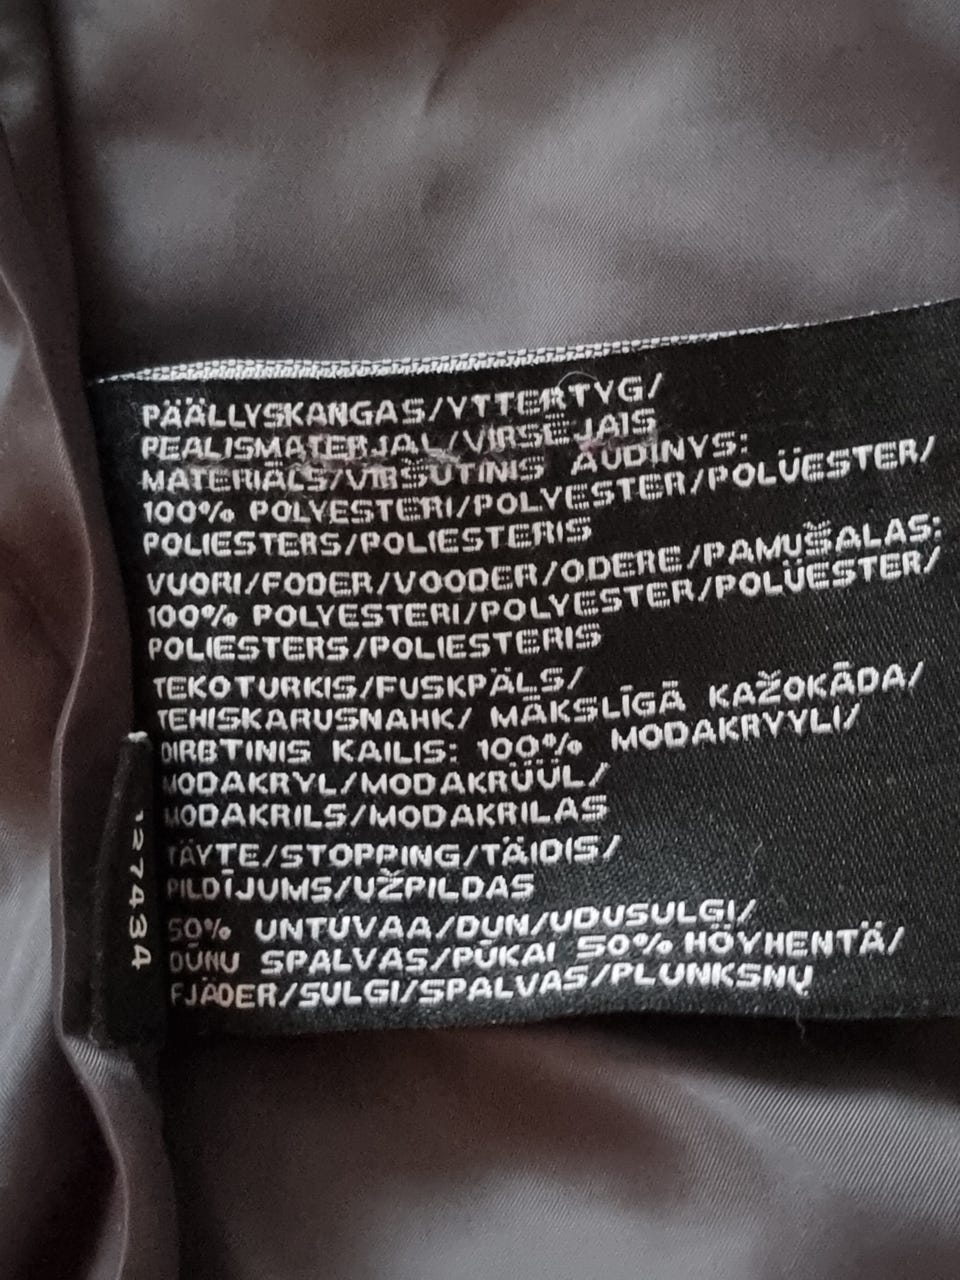 PÄÄLLYSKANGAS/YTTERTYG/
PEALISMATERJAL/VIRSĒJAIS
MATERIĀLS/VIRŠUTINIS AUDINYS:
100% POLYESTERI/POLYESTER/POLÜESTER/
POLIESTERS/POLIESTERIS
VUORI/FODER/VOODER/ODERE/PAMUŠALAS:
100% POLYESTERI/POLYESTER/POLÜESTER/
POLIESTERS/POLIESTERIS
TEKOTURKIS/FUSKPÄLS/
TEHISKARUSNAHK/ MĀKSLĪGĀ KAŽOKĀDA/
DIRBTINIS KAILIS: 100% MODAKRYYLI/
MODAKRYL/MODAKRÜÜL/
MODAKRILS/MODAKRILAS
TÄYTE/STOPPING/TÄIDIS/
PILDĪJUMS/UŽPILDAS
50% UNTUVAA/DUN/UDUSULGI/
DŪNU SPALVAS/PŪKAI 50% HÖYHENTÄ/
FJÄDER/SULGI/SPALVAS/PLUNKSNŲ
127434